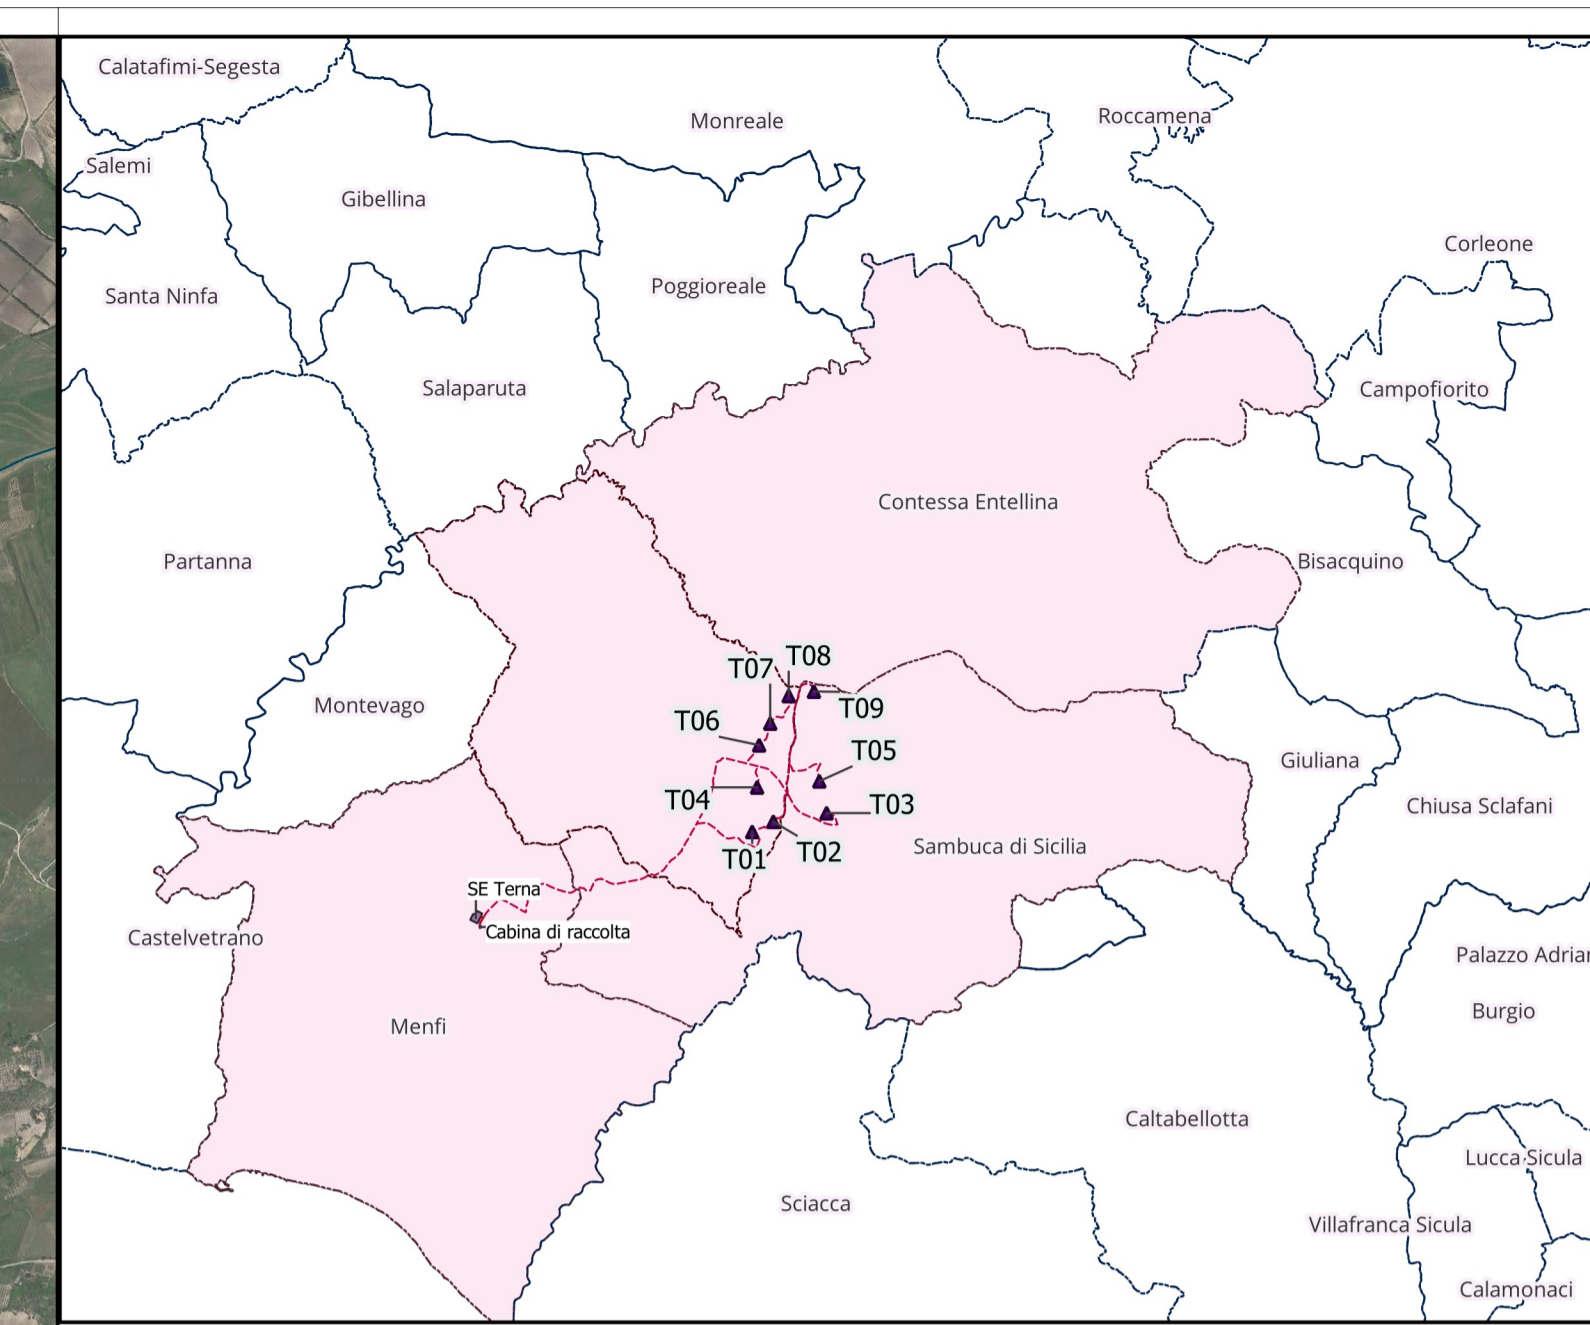 Calatafimi-Segesta
Monreale
Roccamena
Salemi
Gibellina
Corleone
Santa Ninfa
Poggioreale
Salaparuta
Campofiorito
Contessa Entellina
Partanna
Bisacquino
T08
T07
Montevago
T09
T06
T05
Giuliana
T04
T03
Chiusa Sclafani
Sambuca di Sicilia
T02
T01
SE Terna
Cabina di raccolta
Castelvetrano
Palazzo Adrian
Burgio
Menfi
Caltabellotta
Lucca Sicula
Sciacca
Villafranca Sicula
Calamonaci